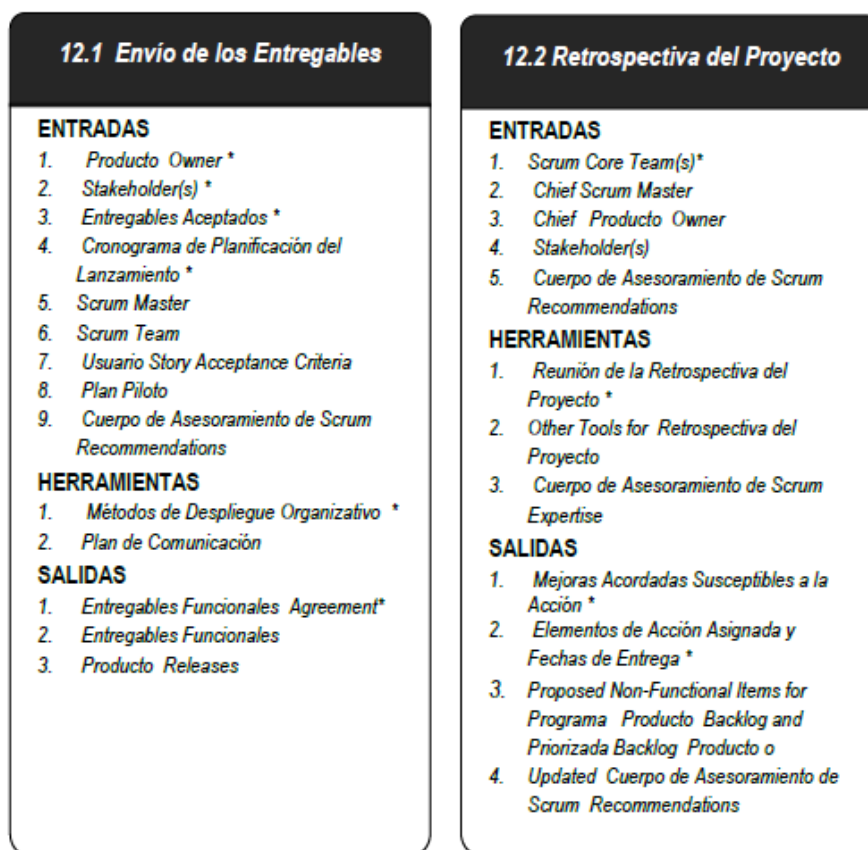 12.1 Envío de los Entregables
ENTRADAS
1. Producto Owner *
2. Stakeholder(s) *
3. Entregables Aceptados *
4. Cronograma de Planificación del
Lanzamiento *
5. Scrum Master
6. Scrum Team
7. Usuario Story Acceptance Criteria
8. Plan Piloto
9. Cuerpo de Asesoramiento de Scrum
Recommendations
HERRAMIENTAS
1. Métodos de Despliegue Organizativo *
2. Plan de Comunicación
SALIDAS
1. Entregables Funcionales Agreement*
2. Entregables Funcionales
3. Producto Releases
12.2 Retrospectiva del Proyecto
ENTRADAS
1. Scrum Core Team(s)*
2. Chief Scrum Master
3. Chief Producto Owner
4. Stakeholder(s)
5. Cuerpo de Asesoramiento de Scrum
Recommendations
HERRAMIENTAS
1. Reunión de la Retrospectiva del
Proyecto *
2. Other Tools for Retrospectiva del
Proyecto
3. Cuerpo de Asesoramiento de Scrum
Expertise
SALIDAS
1. Mejoras Acordadas Susceptibles a la
Acción *
2. Elementos de Acción Asignada y
Fechas de Entrega *
3. Proposed Non-Functional Items for
Programa Producto Backlog and
Priorizada Backlog Producto o
4. Updated Cuerpo de Asesoramiento de
Scrum Recommendations